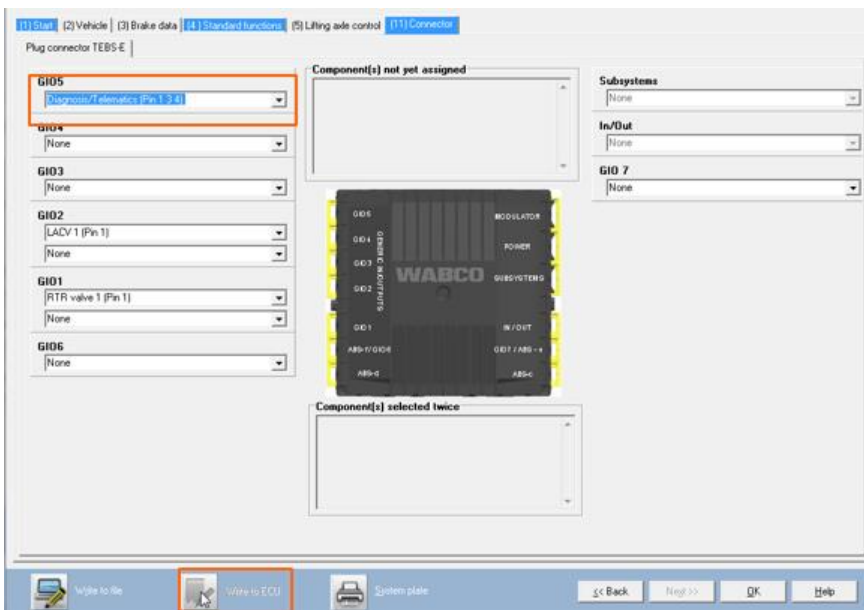 (1) Start (2) Vehicle (3) Brake data (4) Standard functions (5) Lifting axle control (11) Connector
Plug connector TEBS-E
GIO5
Diagnosis/Telematics (Pin 1 3 4)
GIO4
None
GIO3
None
GIO2
LACV 1 (Pin 1)
None
GIO1
RTR valve 1 (Pin 1)
None
GIO6
None
Component(s) not yet assigned
GIO5
GIO4
GIO3
GIO2
GIO1
ABS-f/GIO6
ABS-d
GENERIC IN/OUTPUTS
WABCO
MODULATOR
POWER
SUBSYSTEMS
IN/OUT
GIO7 / ABS-e
ABS-c
Component(s) selected twice
Subsystems
None
In/Out
None
GIO 7
None
Write to file
Write to ECU
System plate
<< Back
Next >>
OK
Help